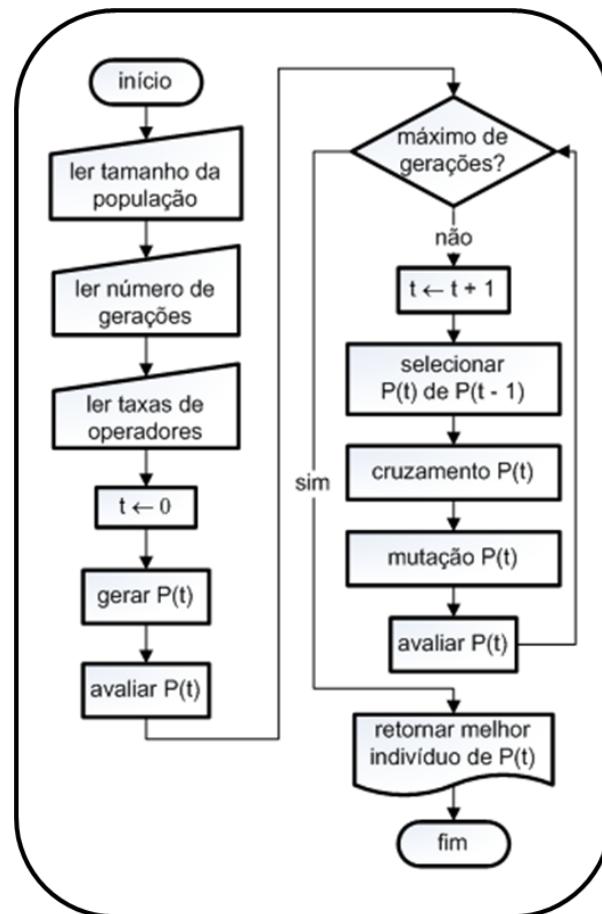 início
ler tamanho da
população
ler número de
gerações
ler taxas de
operadores
t ← 0
gerar P(t)
avaliar P(t)
máximo de
gerações?
não
t ← t + 1
selecionar
P(t) de P(t - 1)
cruzamento P(t)
sim
mutação P(t)
avaliar P(t)
retornar melhor
indivíduo de P(t)
fim